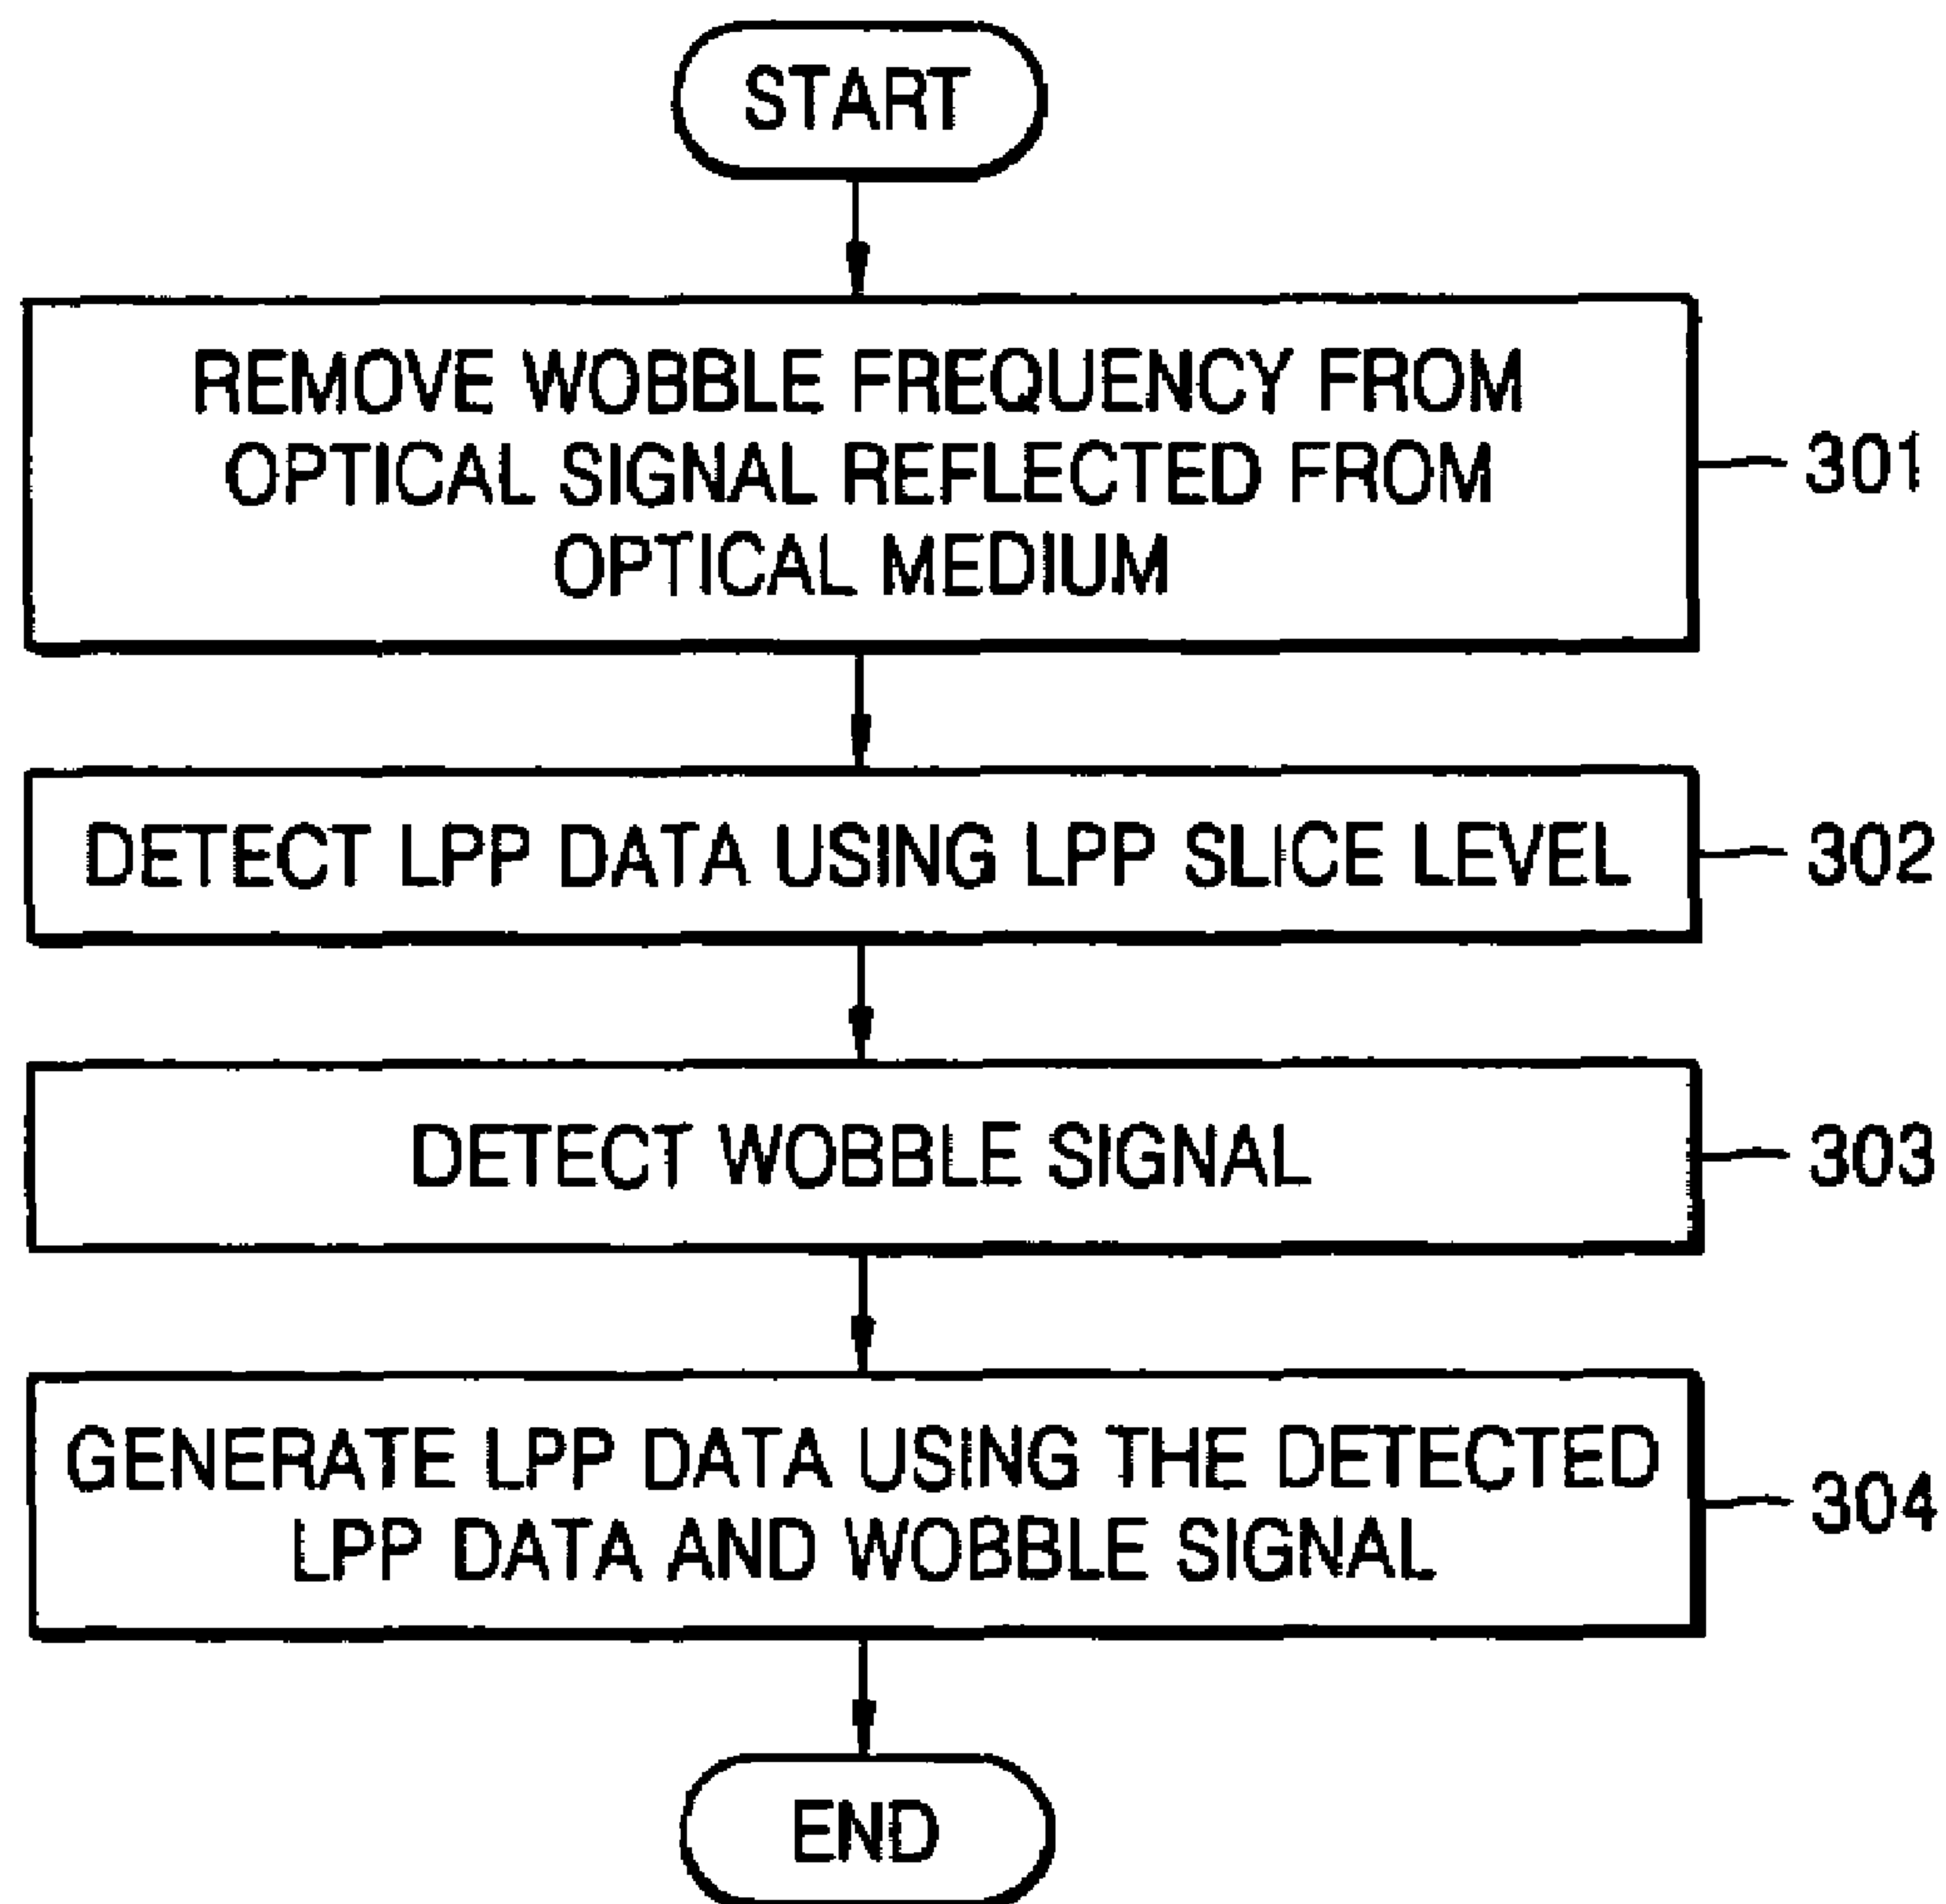 START
REMOVE WOBBLE FREQUENCY FROM
OPTICAL SIGNAL REFLECTED FROM
OPTICAL MEDIUM
301
DETECT LPP DATA USING LPP SLICE LEVEL
302
DETECT WOBBLE SIGNAL
303
GENERATE LPP DATA USING THE DETECTED
LPP DATA AND WOBBLE SIGNAL
304
END